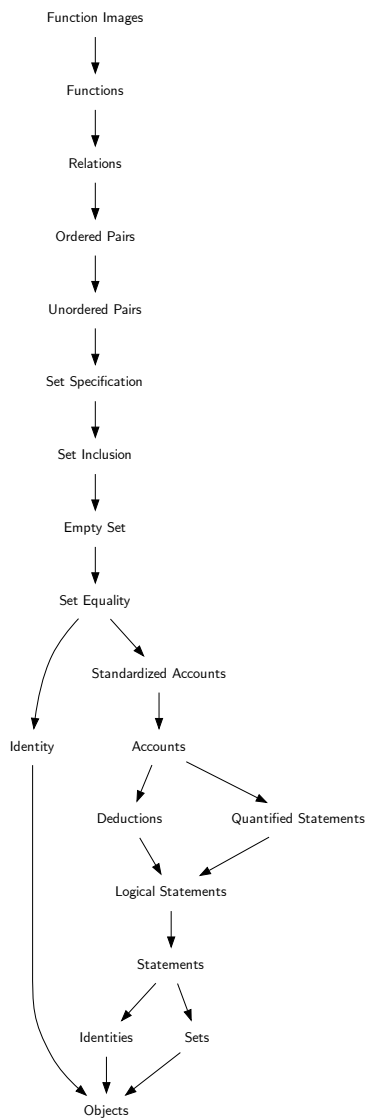 Function Images
Functions
Relations
Ordered Pairs
Unordered Pairs
Set Specification
Set Inclusion
Empty Set
Set Equality
Standardized Accounts
Identity
Accounts
Deductions
Quantified Statements
Logical Statements
Statements
Identities
Sets
Objects